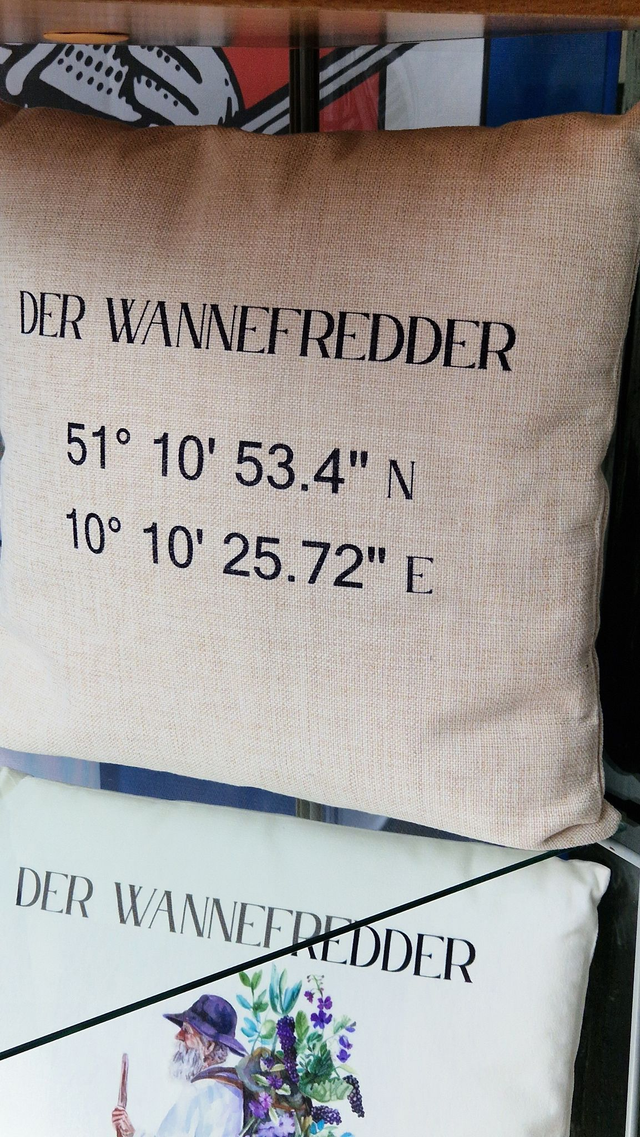 DER WANNEFREDDER
51° 10' 53.4" N
10° 10' 25.72" E
DER WANNEFREDDER